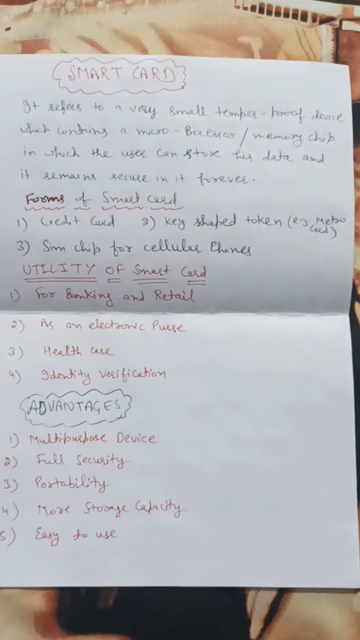 SMART CARD
It refers to a very small temper-proof device
which contains a micro-Processor / memory chip
in which the user can store his data and
it remains secure in it forever.
Forms of Smart Card
1) Credit Card 2) Key shaped token (e.g. Metro
Card)
3) Sim chip for cellular Phones
UTILITY OF Smart Card
1) For Banking and Retail
2) As an electronic Purse
3) Health care
4) Identity verification
ADVANTAGES
1) Multipurpose Device
2) Full Security
3) Portability
4) More Storage Capacity
5) Easy to use